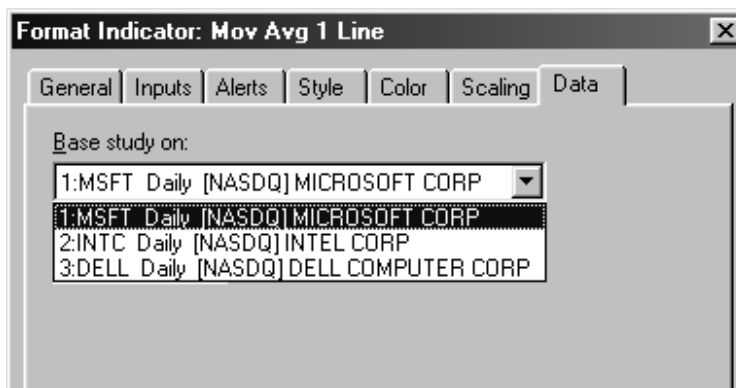 Format Indicator: Mov Avg 1 Line
General Inputs Alerts Style Color Scaling Data
Base study on:
1:MSFT Daily [NASDQ] MICROSOFT CORP
1:MSFT Daily [NASDQ] MICROSOFT CORP
2:INTC Daily [NASDQ] INTEL CORP
3:DELL Daily [NASDQ] DELL COMPUTER CORP